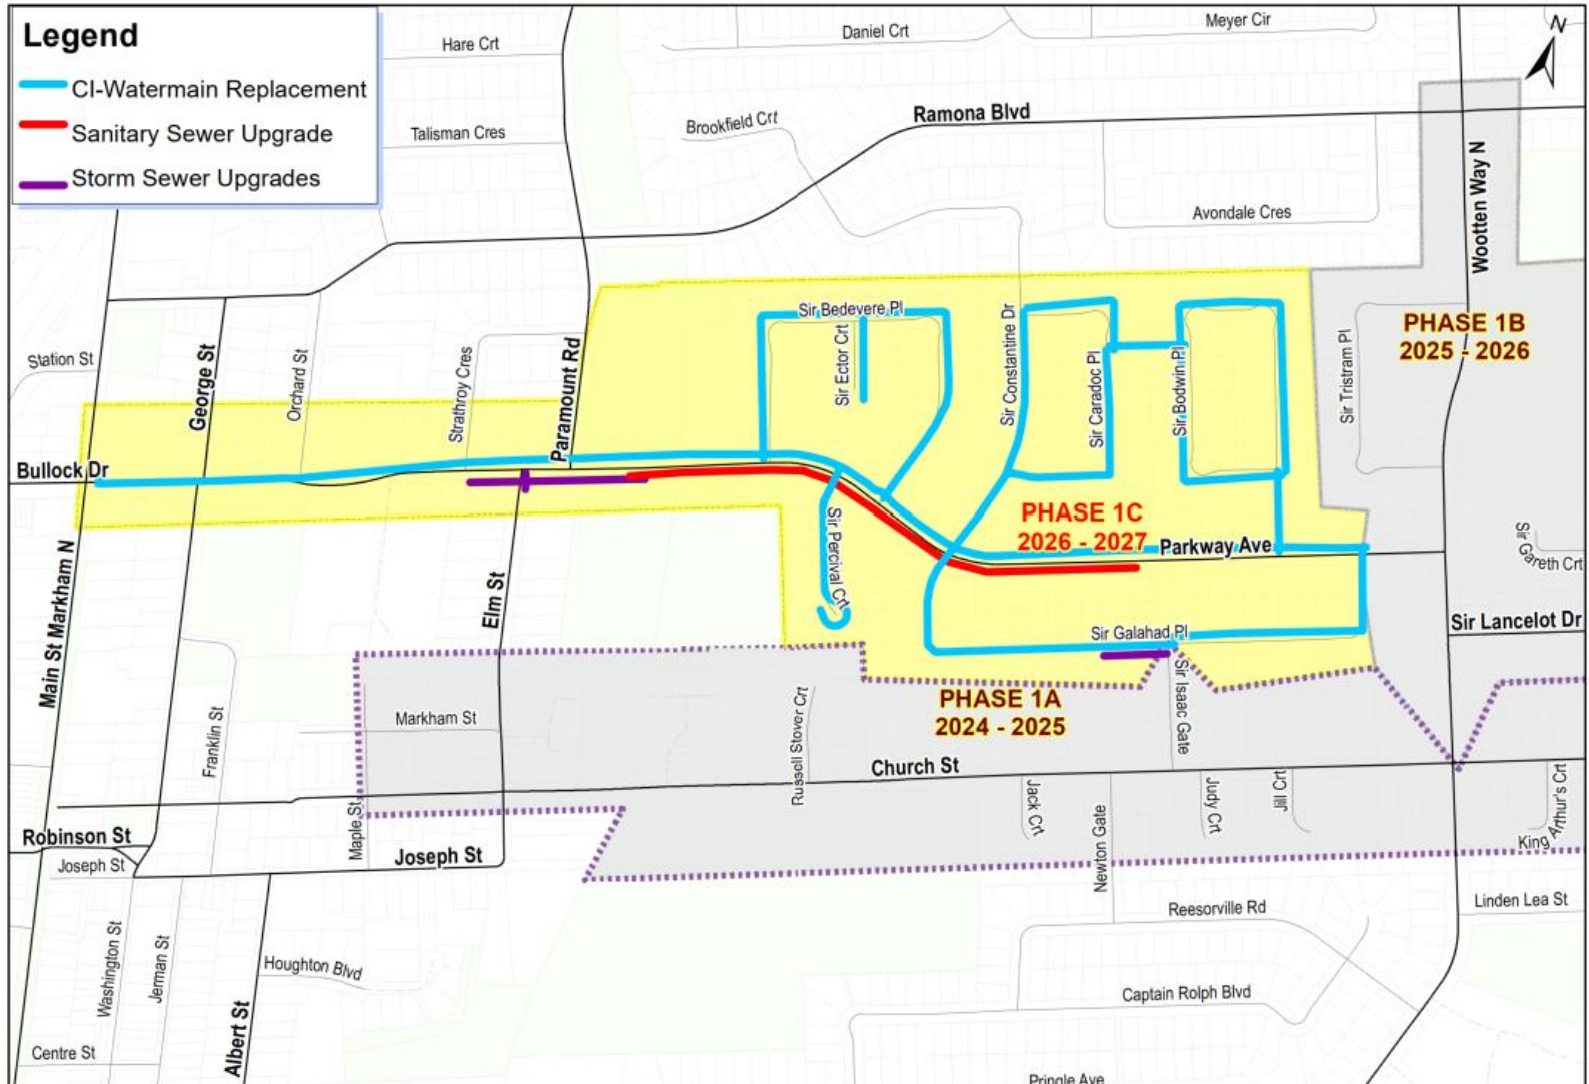 Legend
CI-Watermain Replacement
Sanitary Sewer Upgrade
Storm Sewer Upgrades
N
Hare Crt
Daniel Crt
Meyer Cir
Talisman Cres
Brookfield Crt
Ramona Blvd
Avondale Cres
Wootten Way N
Station St
George St
Orchard St
Strathroy Cres
Paramount Rd
Sir Bedevere Pl
Sir Ector Crt
Sir Constantine Dr
Sir Caradoc Pl
Sir Bodwin Pl
Sir Tristram Pl
PHASE 1B
2025 - 2026
Bullock Dr
PHASE 1C
2026 - 2027
Parkway Ave
Sir Percival Crt
Sir Gareth Crt
Main St Markham N
Elm St
Sir Galahad Pl
Sir Lancelot Dr
Sir Isaac Gate
PHASE 1A
2024 - 2025
Markham St
Franklin St
Russell Stover Crt
Church St
Maple St
Jack Crt
Newton Gate
Judy Crt
Jill Crt
King Arthur's Crt
Robinson St
Joseph St
Joseph St
Linden Lea St
Reesorville Rd
Washington St
Jerman St
Houghton Blvd
Albert St
Captain Rolph Blvd
Centre St
Pringle Ave